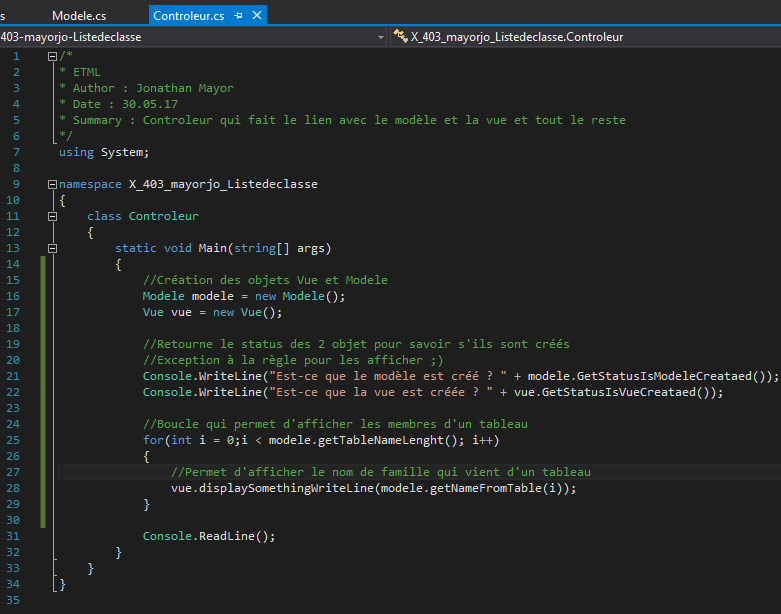 s Modele.cs Controleur.cs
403-mayorjo-Listedeclasse X_403_mayorjo_Listedeclasse.Controleur
1 /*
2 * ETML
3 * Author : Jonathan Mayor
4 * Date : 30.05.17
5 * Summary : Controleur qui fait le lien avec le modèle et la vue et tout le reste
6 */
7 using System;
8
9 namespace X_403_mayorjo_Listedeclasse
10 {
11 class Controleur
12 {
13 static void Main(string[] args)
14 {
15 //Création des objets Vue et Modele
16 Modele modele = new Modele();
17 Vue vue = new Vue();
18
19 //Retourne le status des 2 objet pour savoir s'ils sont créés
20 //Exception à la règle pour les afficher ;)
21 Console.WriteLine("Est-ce que le modèle est créé ? " + modele.GetStatusIsModeleCreataed());
22 Console.WriteLine("Est-ce que la vue est créée ? " + vue.GetStatusIsVueCreataed());
23
24 //Boucle qui permet d'afficher les membres d'un tableau
25 for(int i = 0;i < modele.getTableNameLenght(); i++)
26 {
27 //Permet d'afficher le nom de famille qui vient d'un tableau
28 vue.displaySomethingWriteLine(modele.getNameFromTable(i));
29 }
30
31 Console.ReadLine();
32 }
33 }
34 }
35